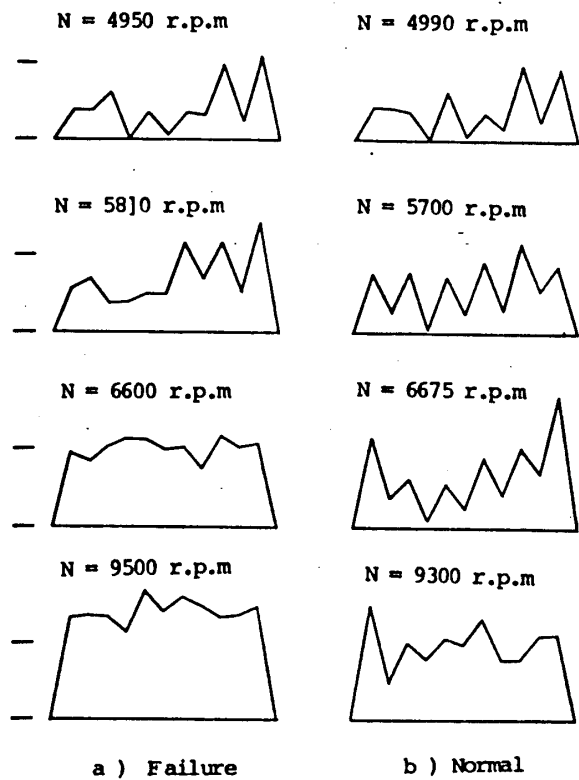 N = 4950 r.p.m
N = 4990 r.p.m
N = 58]0 r.p.m
N = 5700 r.p.m
N = 6600 r.p.m
N = 6675 r.p.m
N = 9500 r.p.m
N = 9300 r.p.m
a ) Failure
b ) Normal